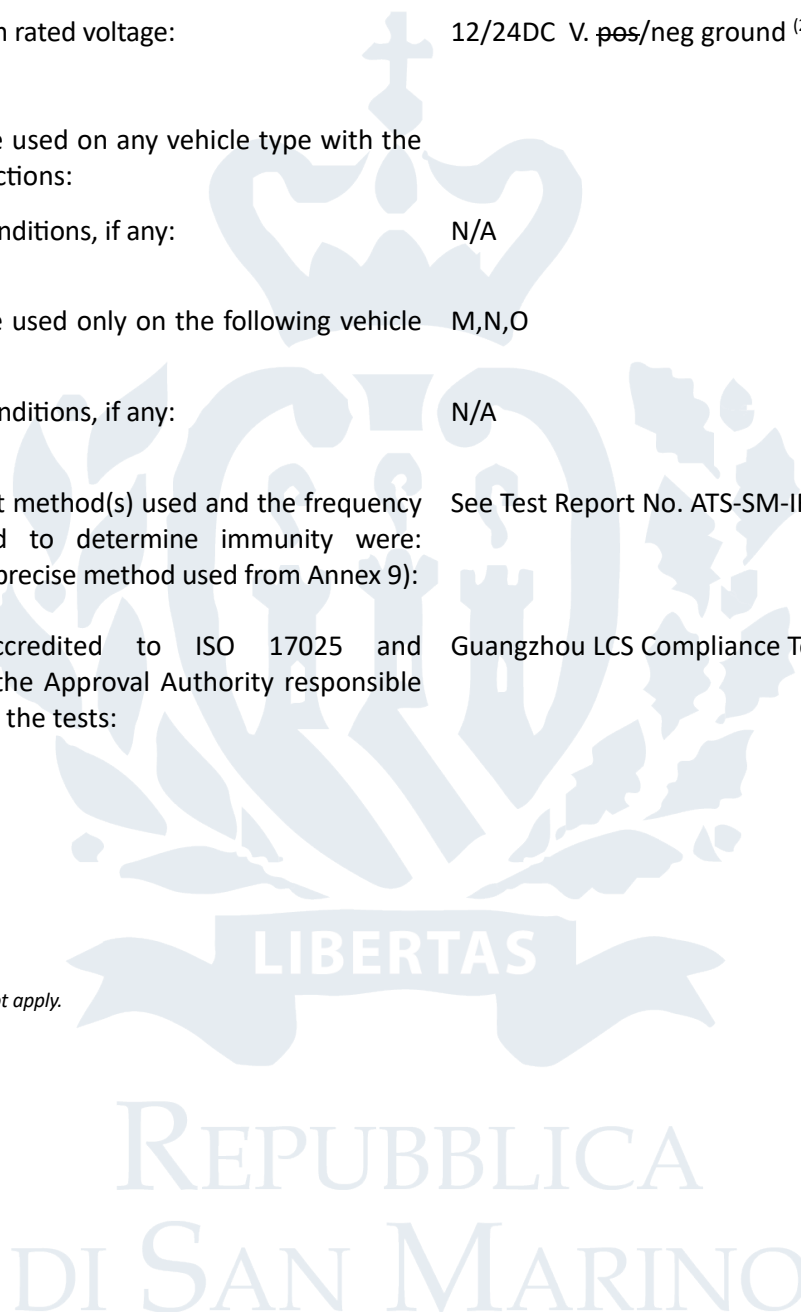 rated voltage: 12/24DC V. pos/neg ground (
used on any vehicle type with the
ctions:
nditions, if any: N/A
used only on the following vehicle M,N,O
nditions, if any: N/A
method(s) used and the frequency See Test Report No. ATS-SM-
to determine immunity were:
precise method used from Annex 9):
ccredited to ISO 17025 and Guangzhou LCS Compliance
the Approval Authority responsible
the tests:
LIBERTAS
apply.
REPUBBLICA
DI SAN MARINO